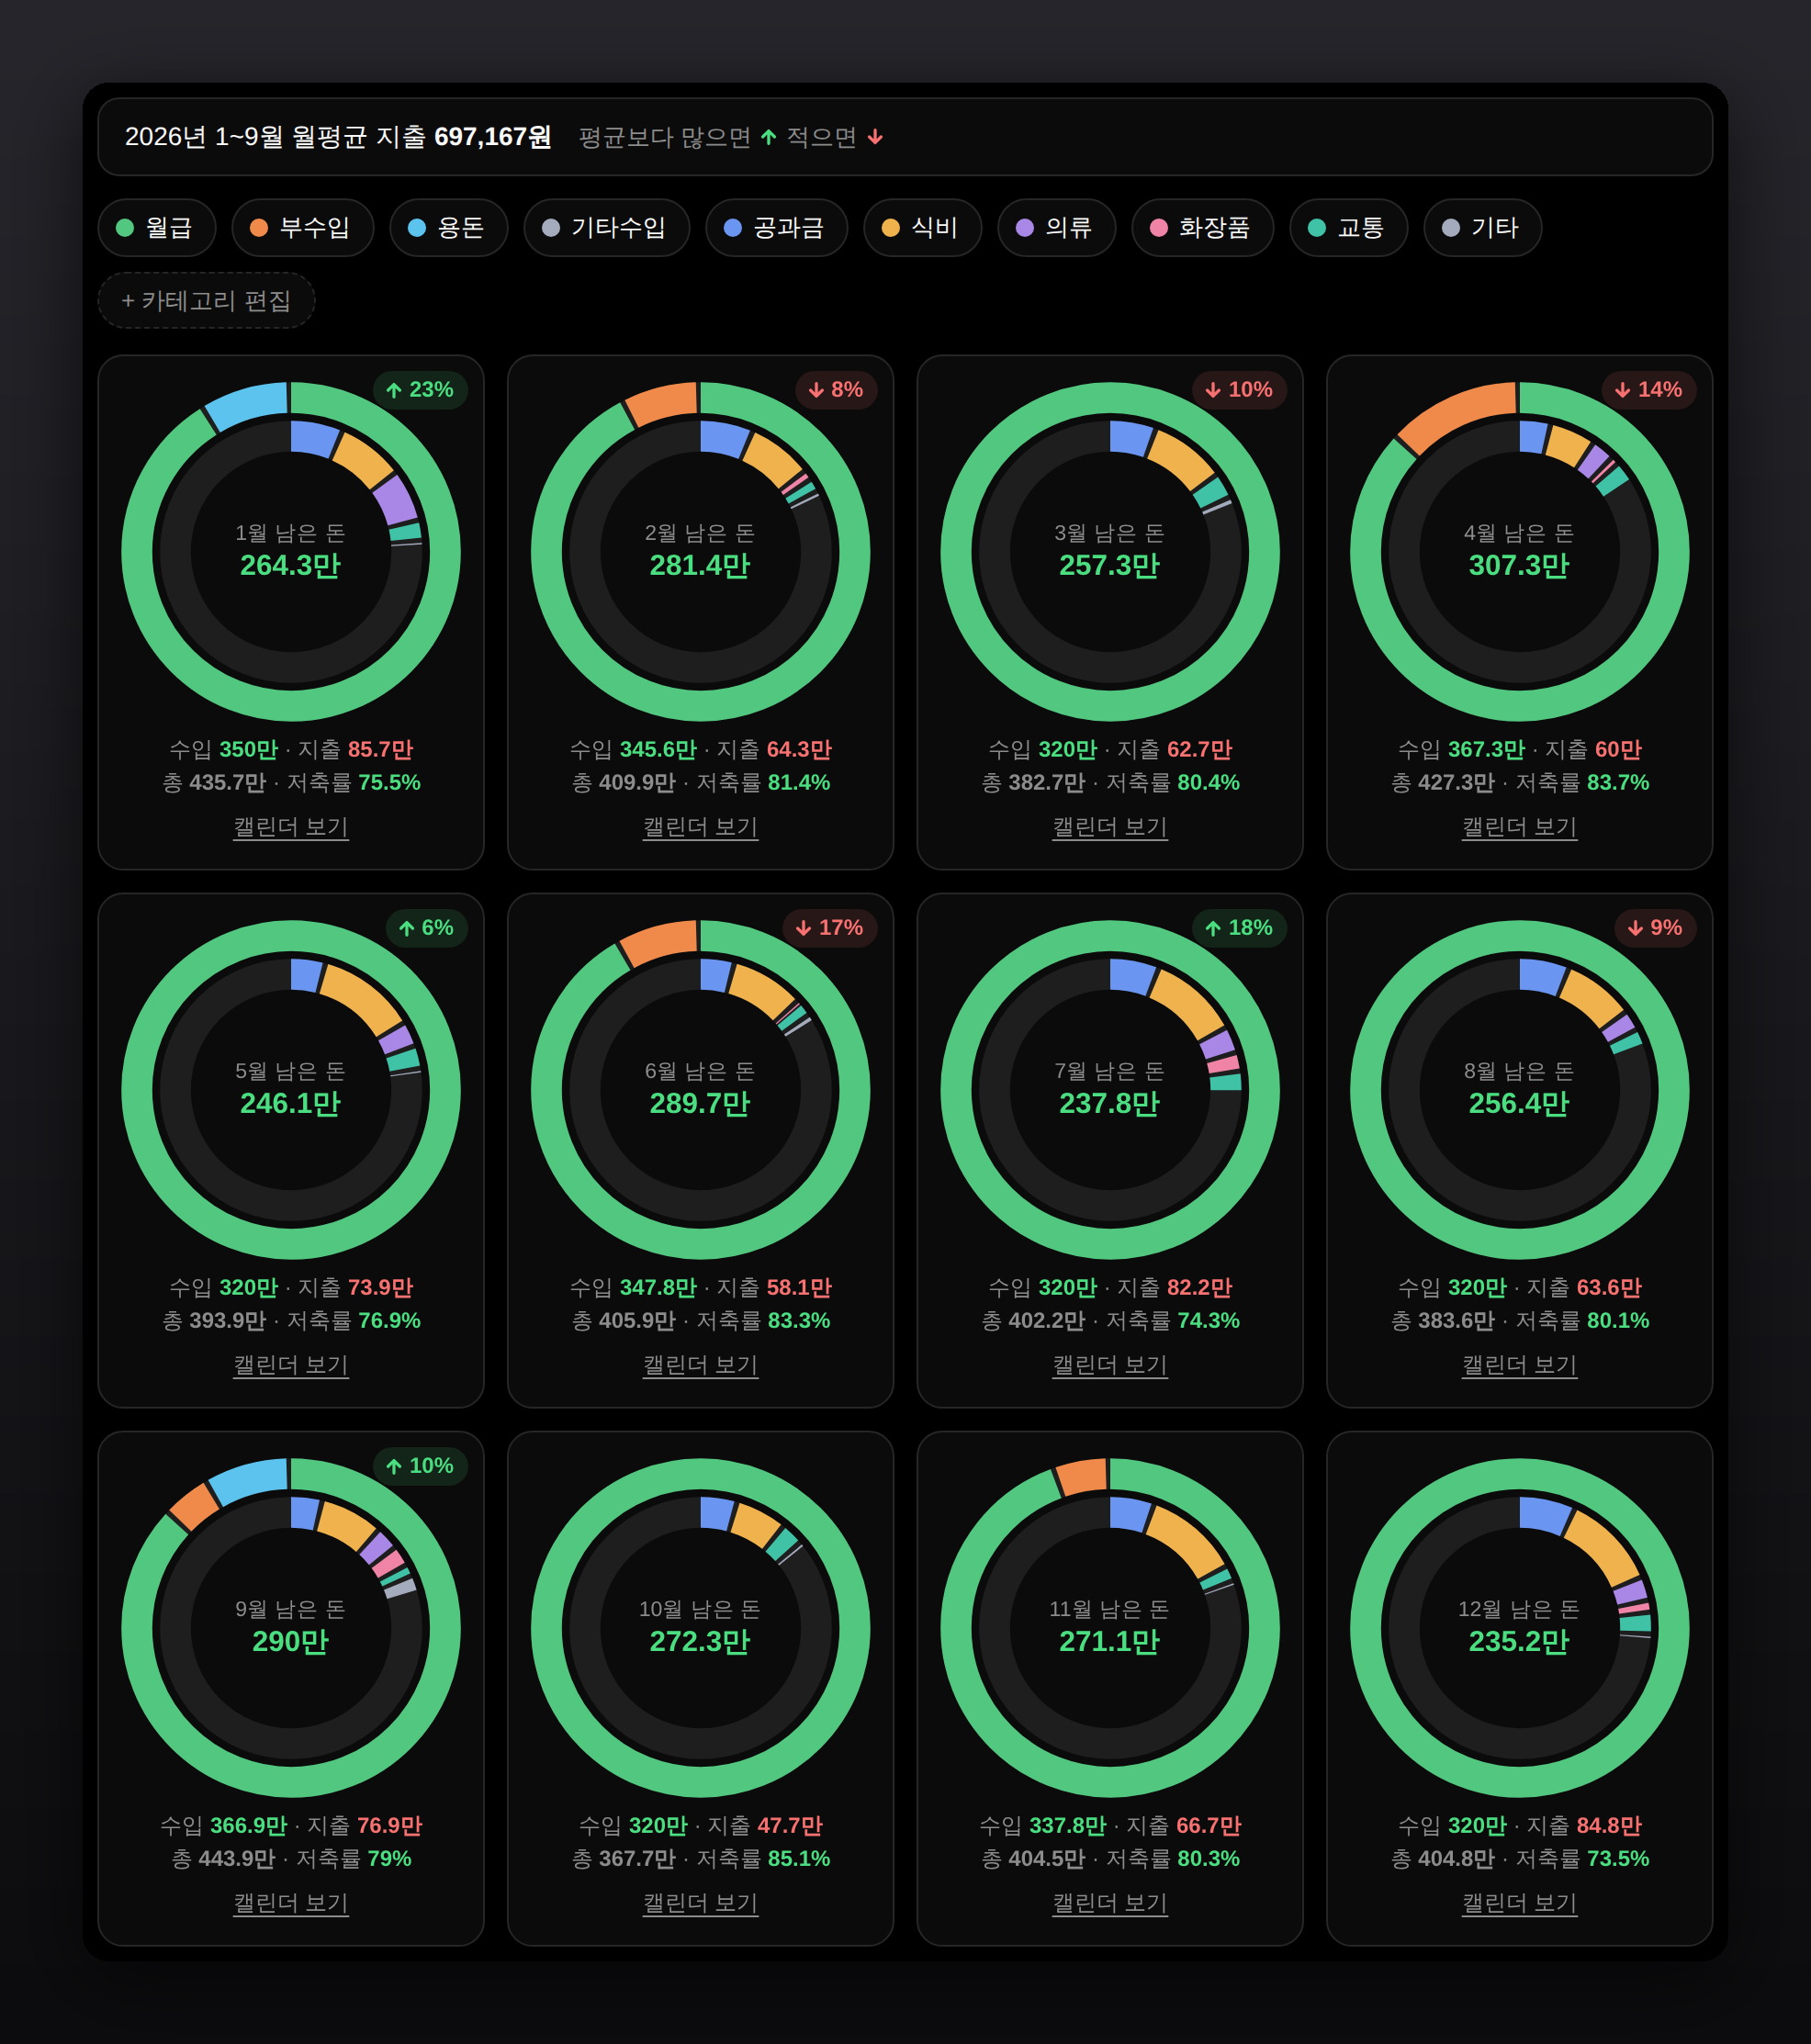 2026년 1~9월 월평균 지출 697,167원 평균보다 많으면 ↑ 적으면 ↓
월급 부수입 용돈 기타수입 공과금 식비 의류 화장품 교통 기타
+ 카테고리 편집
↑ 23%
1월 남은 돈
264.3만
수입 350만 · 지출 85.7만
총 435.7만 · 저축률 75.5%
캘린더 보기
↓ 8%
2월 남은 돈
281.4만
수입 345.6만 · 지출 64.3만
총 409.9만 · 저축률 81.4%
캘린더 보기
↓ 10%
3월 남은 돈
257.3만
수입 320만 · 지출 62.7만
총 382.7만 · 저축률 80.4%
캘린더 보기
↓ 14%
4월 남은 돈
307.3만
수입 367.3만 · 지출 60만
총 427.3만 · 저축률 83.7%
캘린더 보기
↑ 6%
5월 남은 돈
246.1만
수입 320만 · 지출 73.9만
총 393.9만 · 저축률 76.9%
캘린더 보기
↓ 17%
6월 남은 돈
289.7만
수입 347.8만 · 지출 58.1만
총 405.9만 · 저축률 83.3%
캘린더 보기
↑ 18%
7월 남은 돈
237.8만
수입 320만 · 지출 82.2만
총 402.2만 · 저축률 74.3%
캘린더 보기
↓ 9%
8월 남은 돈
256.4만
수입 320만 · 지출 63.6만
총 383.6만 · 저축률 80.1%
캘린더 보기
↑ 10%
9월 남은 돈
290만
수입 366.9만 · 지출 76.9만
총 443.9만 · 저축률 79%
캘린더 보기
10월 남은 돈
272.3만
수입 320만 · 지출 47.7만
총 367.7만 · 저축률 85.1%
캘린더 보기
11월 남은 돈
271.1만
수입 337.8만 · 지출 66.7만
총 404.5만 · 저축률 80.3%
캘린더 보기
12월 남은 돈
235.2만
수입 320만 · 지출 84.8만
총 404.8만 · 저축률 73.5%
캘린더 보기